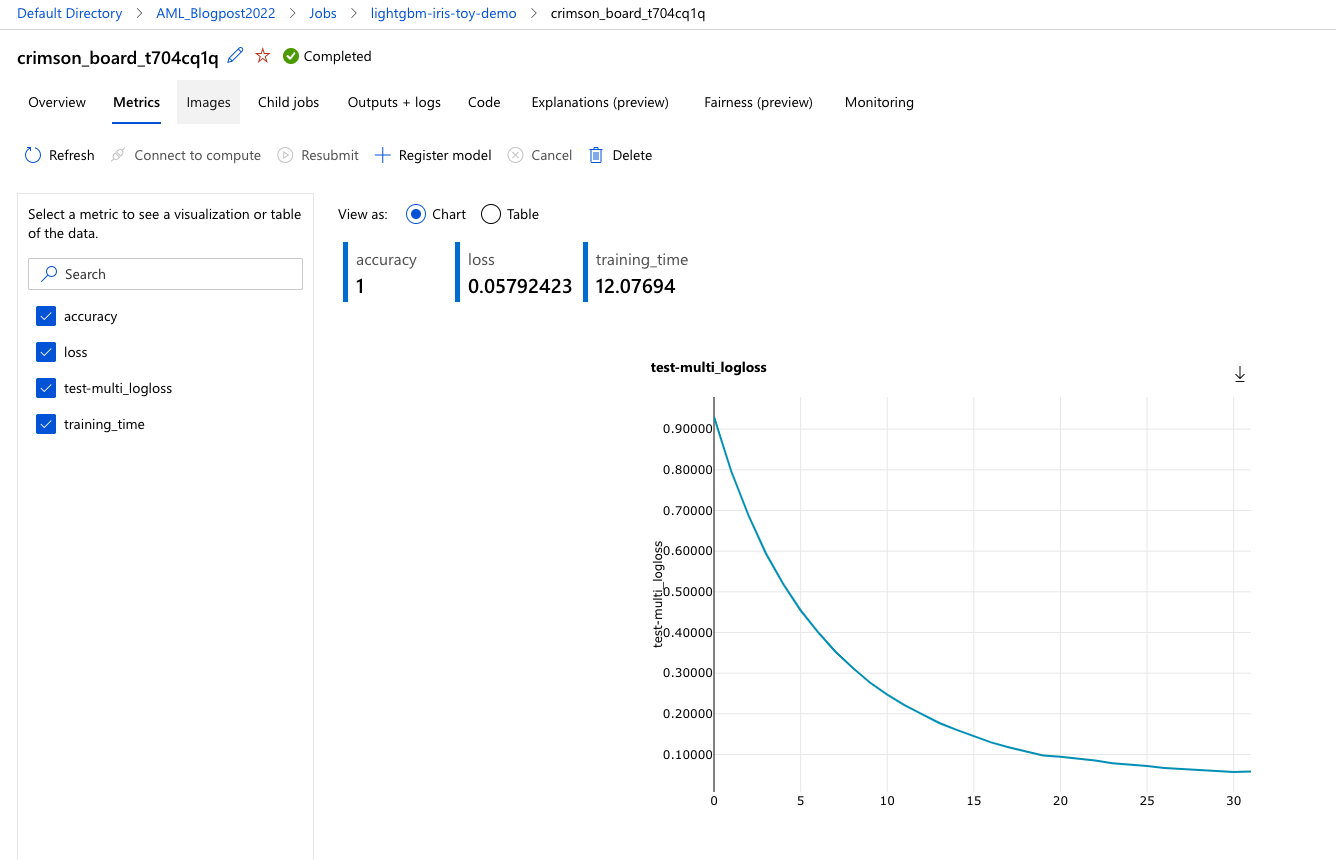 Default Directory > AML_Blogpost2022 > Jobs > lightgbm-iris-toy-demo > crimson_board_t704cq1q
crimson_board_t704cq1q Completed
Overview Metrics Images Child jobs Outputs + logs Code Explanations (preview) Fairness (preview) Monitoring
Refresh Connect to compute Resubmit Register model Cancel Delete
Select a metric to see a visualization or table
of the data.
Search
accuracy
loss
test-multi_logloss
training_time
View as: Chart Table
accuracy loss training_time
1 0.05792423 12.07694
test-multi_logloss
test-multi_logloss
0.90000
0.80000
0.70000
0.60000
0.50000
0.40000
0.30000
0.20000
0.10000
0 5 10 15 20 25 30